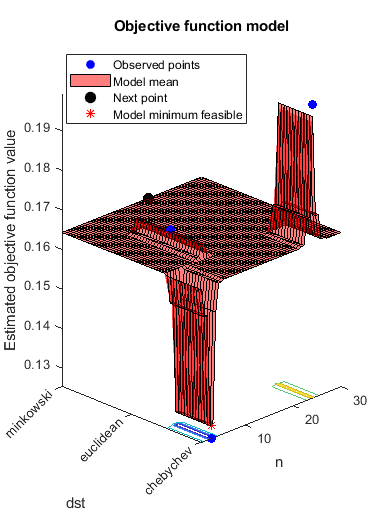 Objective function model
Observed points
Model mean
Next point
Model minimum feasible
Estimated objective function value
0.19
0.18
0.17
0.16
0.15
0.14
0.13
minkowski
euclidean
chebychev
dst
10
20
30
n